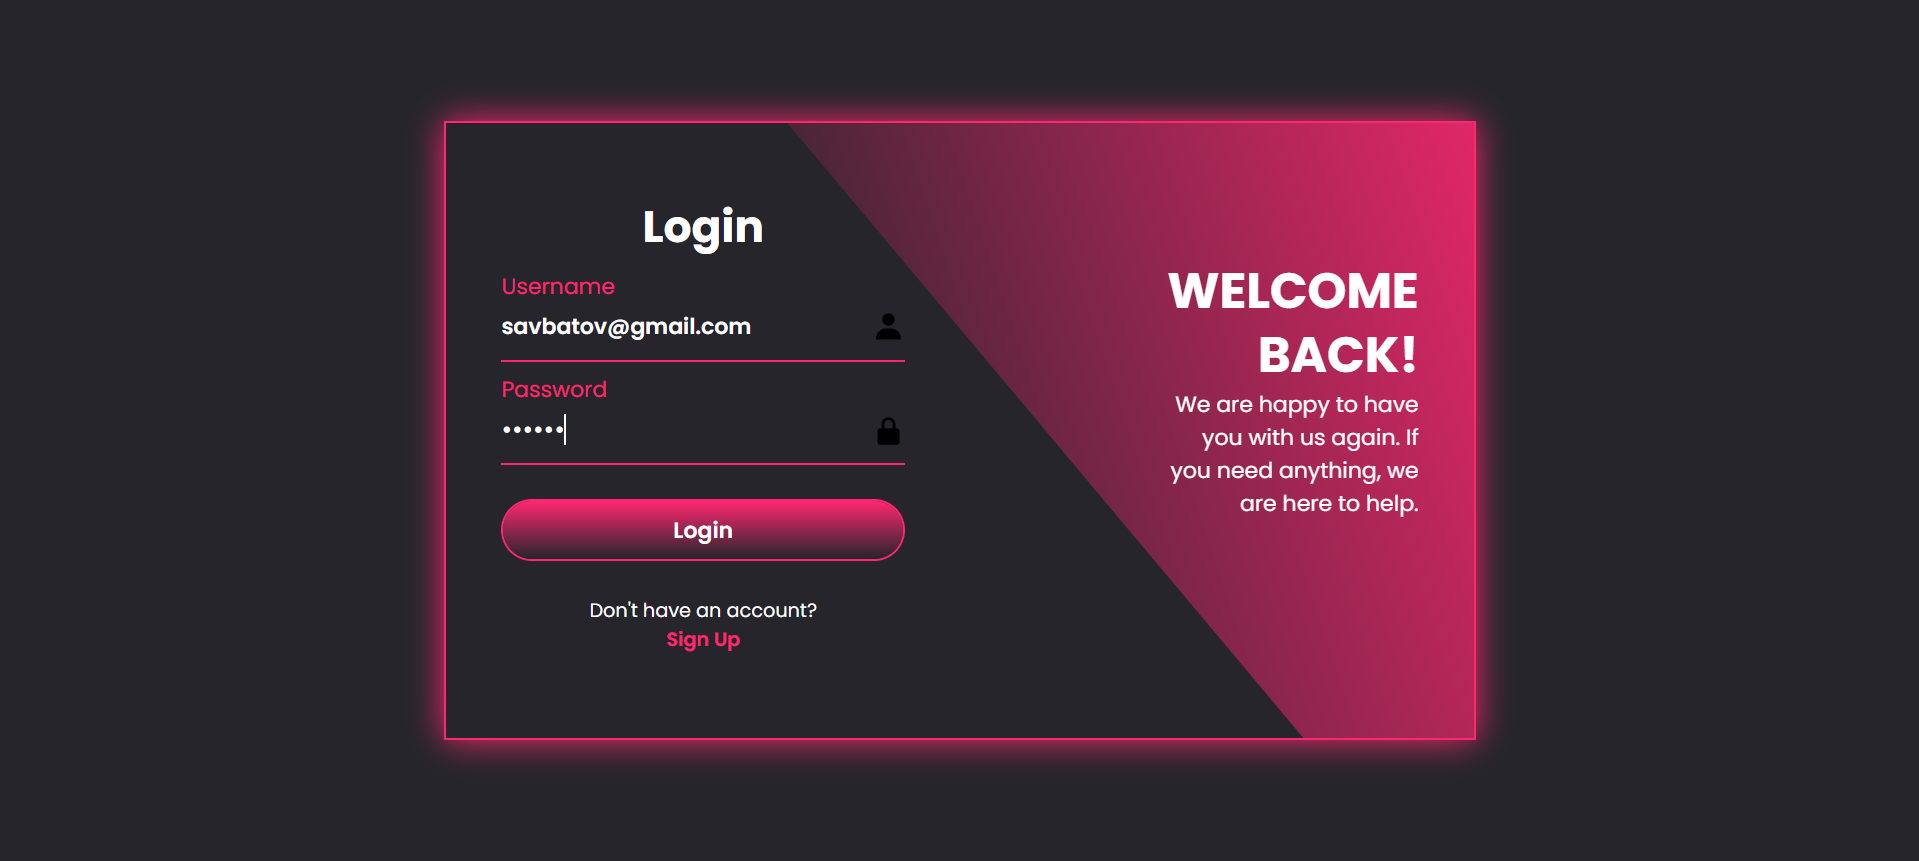 Login
Username
savbatov@gmail.com
Password
••••••
Login
Don't have an account?
Sign Up
WELCOME
BACK!
We are happy to have
you with us again. If
you need anything, we
are here to help.